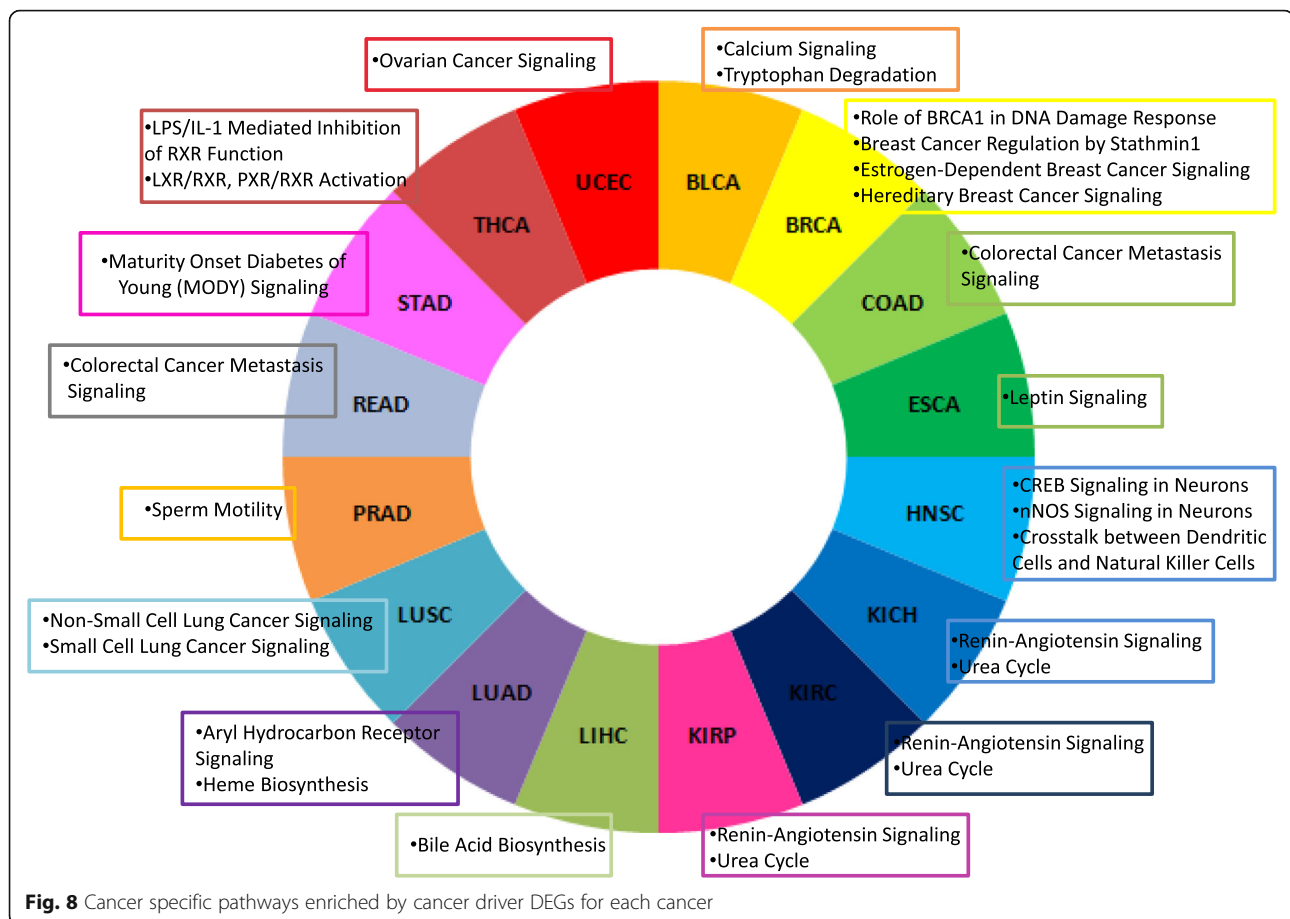 •Ovarian Cancer Signaling
•Calcium Signaling
•Tryptophan Degradation
•LPS/IL-1 Mediated Inhibition
of RXR Function
•LXR/RXR, PXR/RXR Activation
•Role of BRCA1 in DNA Damage Response
•Breast Cancer Regulation by Stathmin1
•Estrogen-Dependent Breast Cancer Signaling
•Hereditary Breast Cancer Signaling
UCEC
BLCA
THCA
BRCA
•Maturity Onset Diabetes of
Young (MODY) Signaling
STAD
COAD
•Colorectal Cancer Metastasis
Signaling
•Colorectal Cancer Metastasis
Signaling
READ
ESCA
•Leptin Signaling
•Sperm Motility
PRAD
HNSC
•CREB Signaling in Neurons
•nNOS Signaling in Neurons
•Crosstalk between Dendritic
Cells and Natural Killer Cells
•Non-Small Cell Lung Cancer Signaling
•Small Cell Lung Cancer Signaling
LUSC
KICH
•Renin-Angiotensin Signaling
•Urea Cycle
•Aryl Hydrocarbon Receptor
Signaling
•Heme Biosynthesis
LUAD
KIRC
•Renin-Angiotensin Signaling
•Urea Cycle
LIHC
KIRP
•Bile Acid Biosynthesis
•Renin-Angiotensin Signaling
•Urea Cycle
Fig. 8 Cancer specific pathways enriched by cancer driver DEGs for each cancer